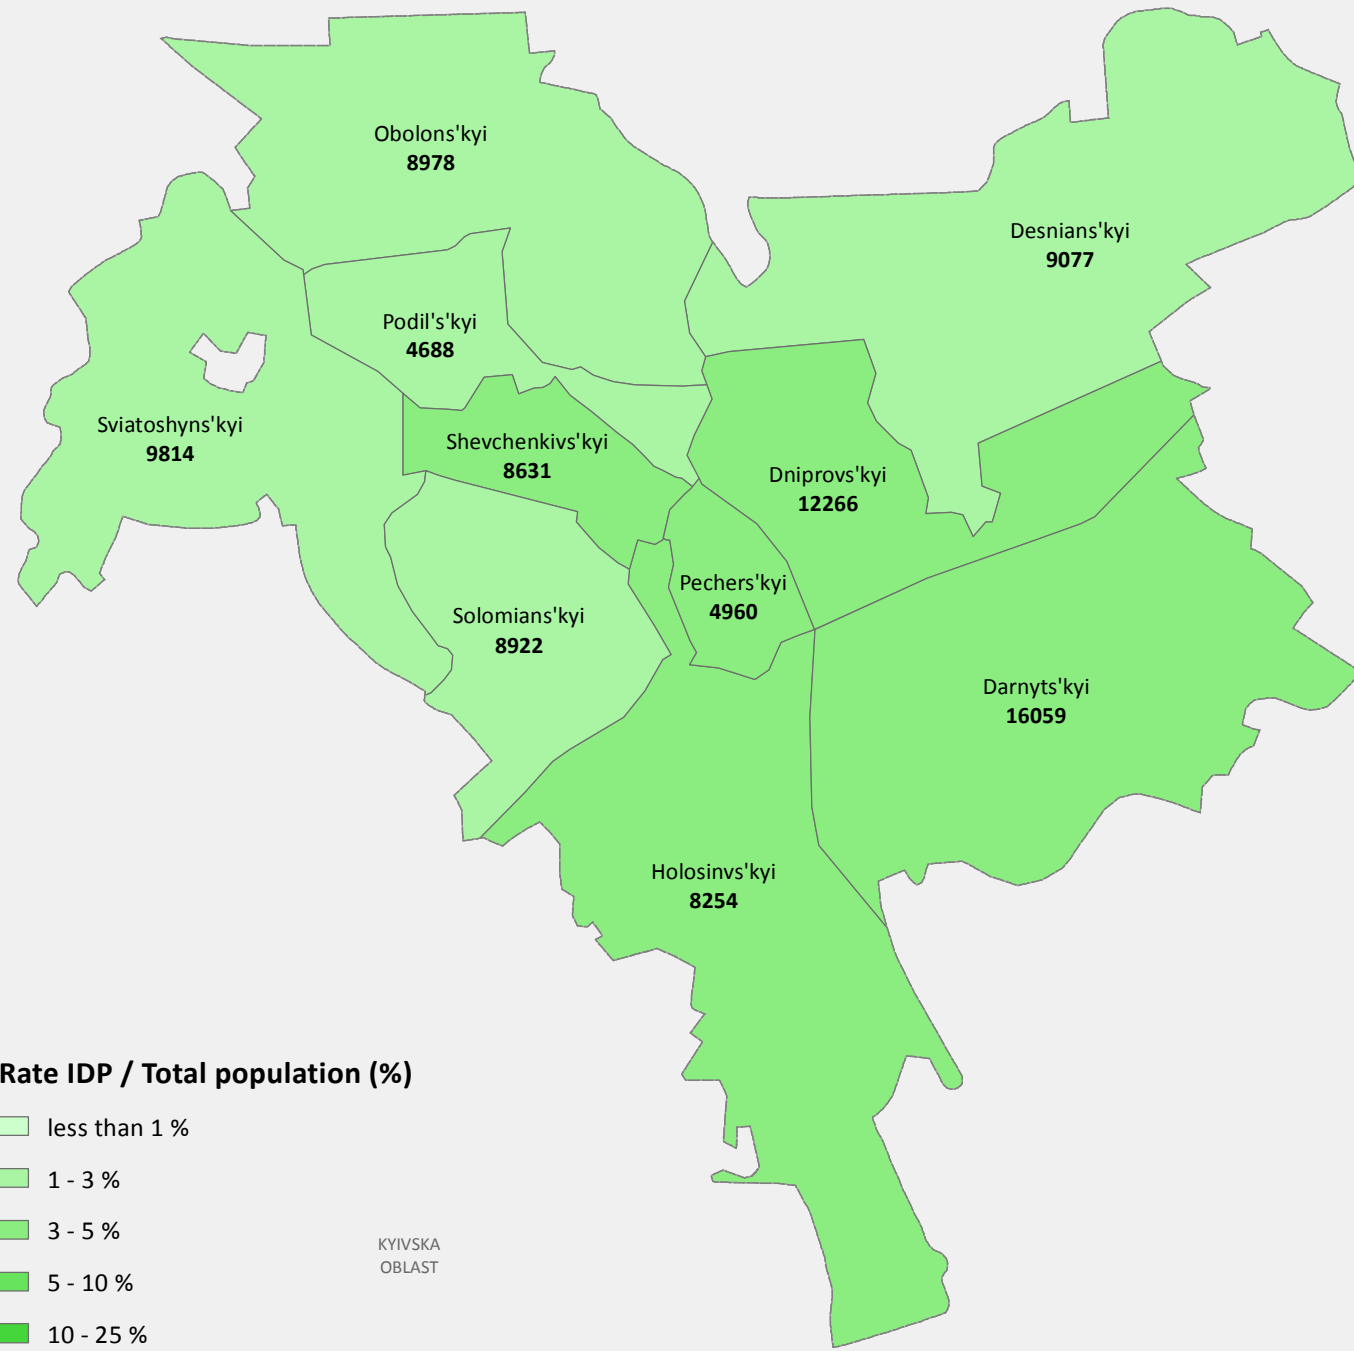 Obolons'kyi
8978
Desnians'kyi
9077
Podil's'kyi
4688
Sviatoshyns'kyi
9814
Shevchenkivs'kyi
8631
Dniprovs'kyi
12266
Pechers'kyi
4960
Solomians'kyi
8922
Darnyts'kyi
16059
Holosinvs'kyi
8254
Rate IDP / Total population (%)
less than 1 %
1 - 3 %
3 - 5 %
5 - 10 %
10 - 25 %
KYIVSKA
OBLAST